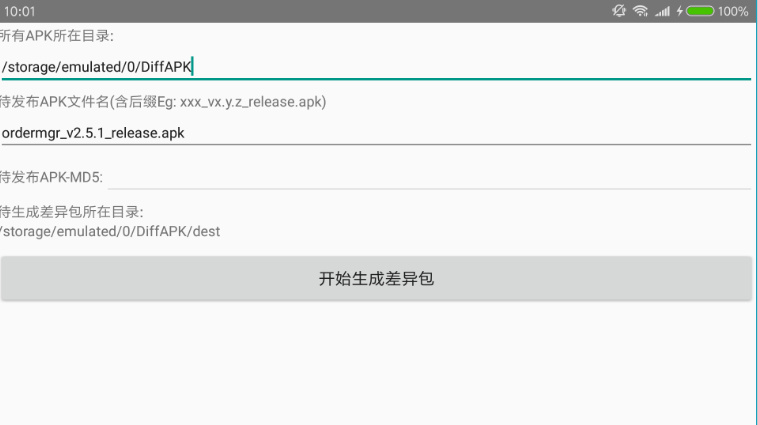 10:01 100%
所有APK所在目录:
/storage/emulated/0/DiffAPK
待发布APK文件名(含后缀Eg: xxx_vx.y.z_release.apk)
ordermgr_v2.5.1_release.apk
待发布APK-MD5:
待生成差异包所在目录:
/storage/emulated/0/DiffAPK/dest
开始生成差异包